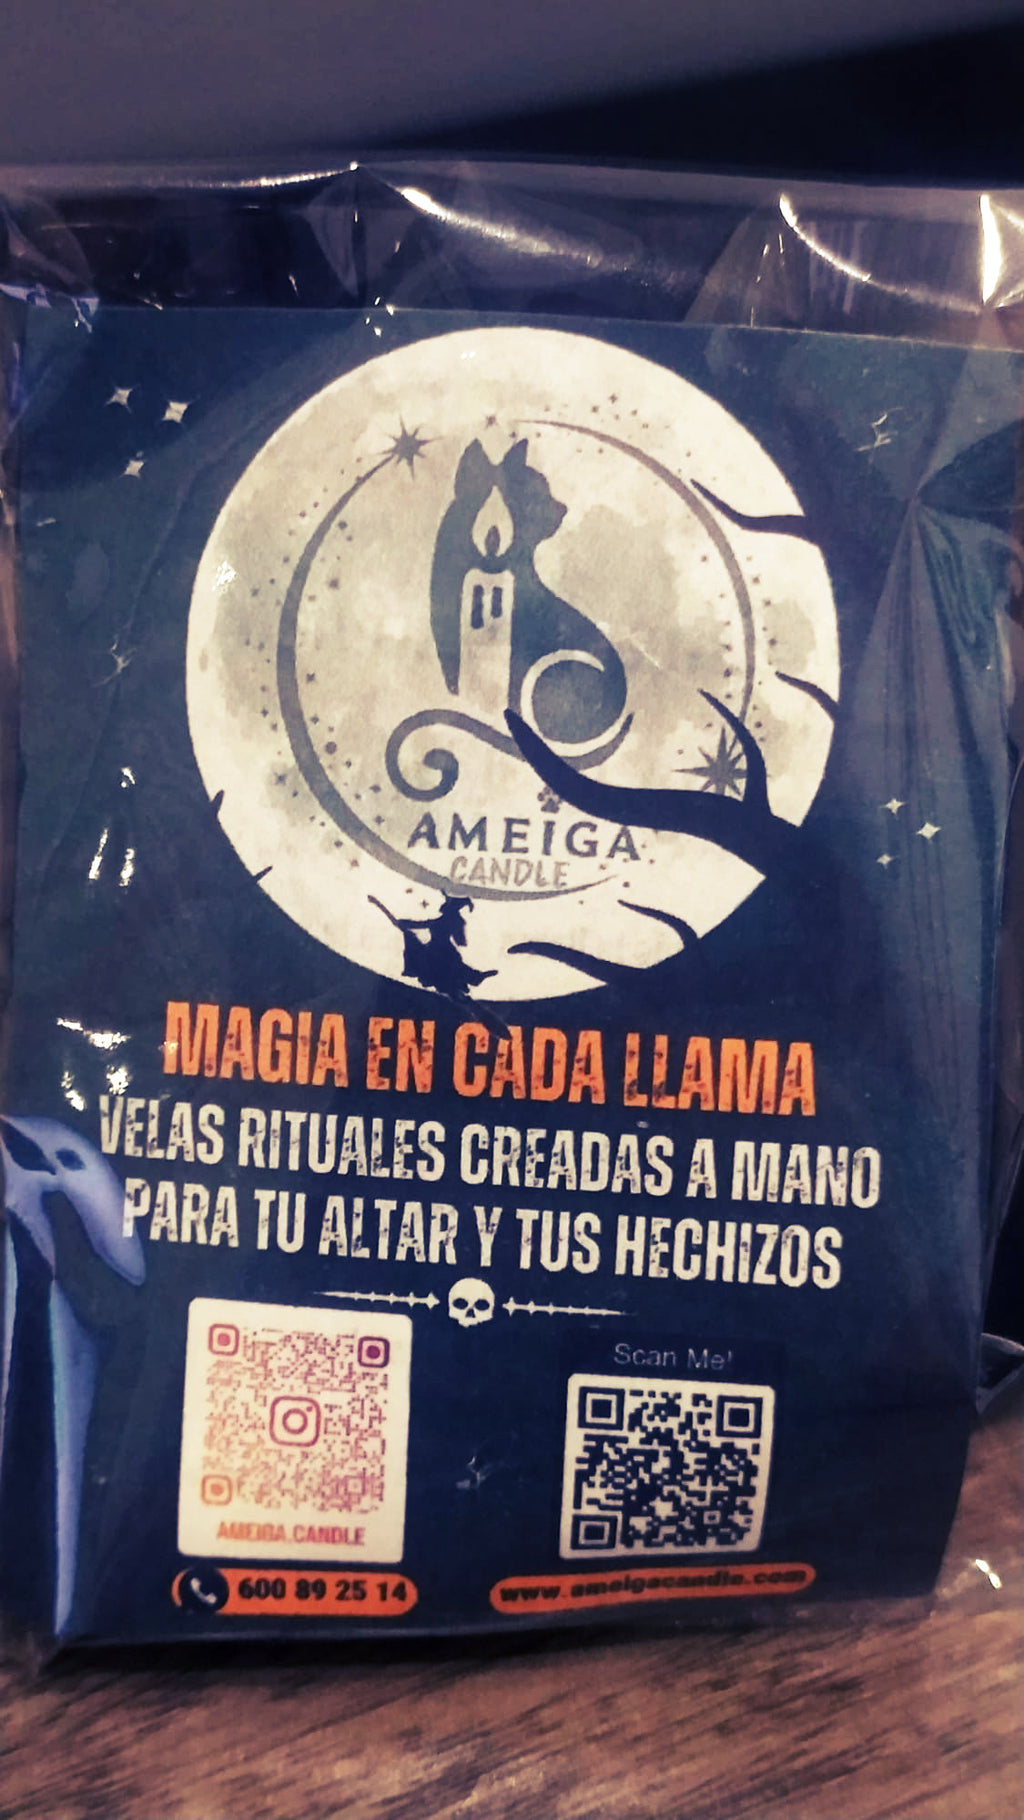 AMEIGA
CANDLE
MAGIA EN CADA LLAMA
VELAS RITUALES CREADAS A MANO
PARA TU ALTAR Y TUS HECHIZOS
Scan Me!
AMEIGA.CANDLE
600 89 25 14
www.ameigacandle.com